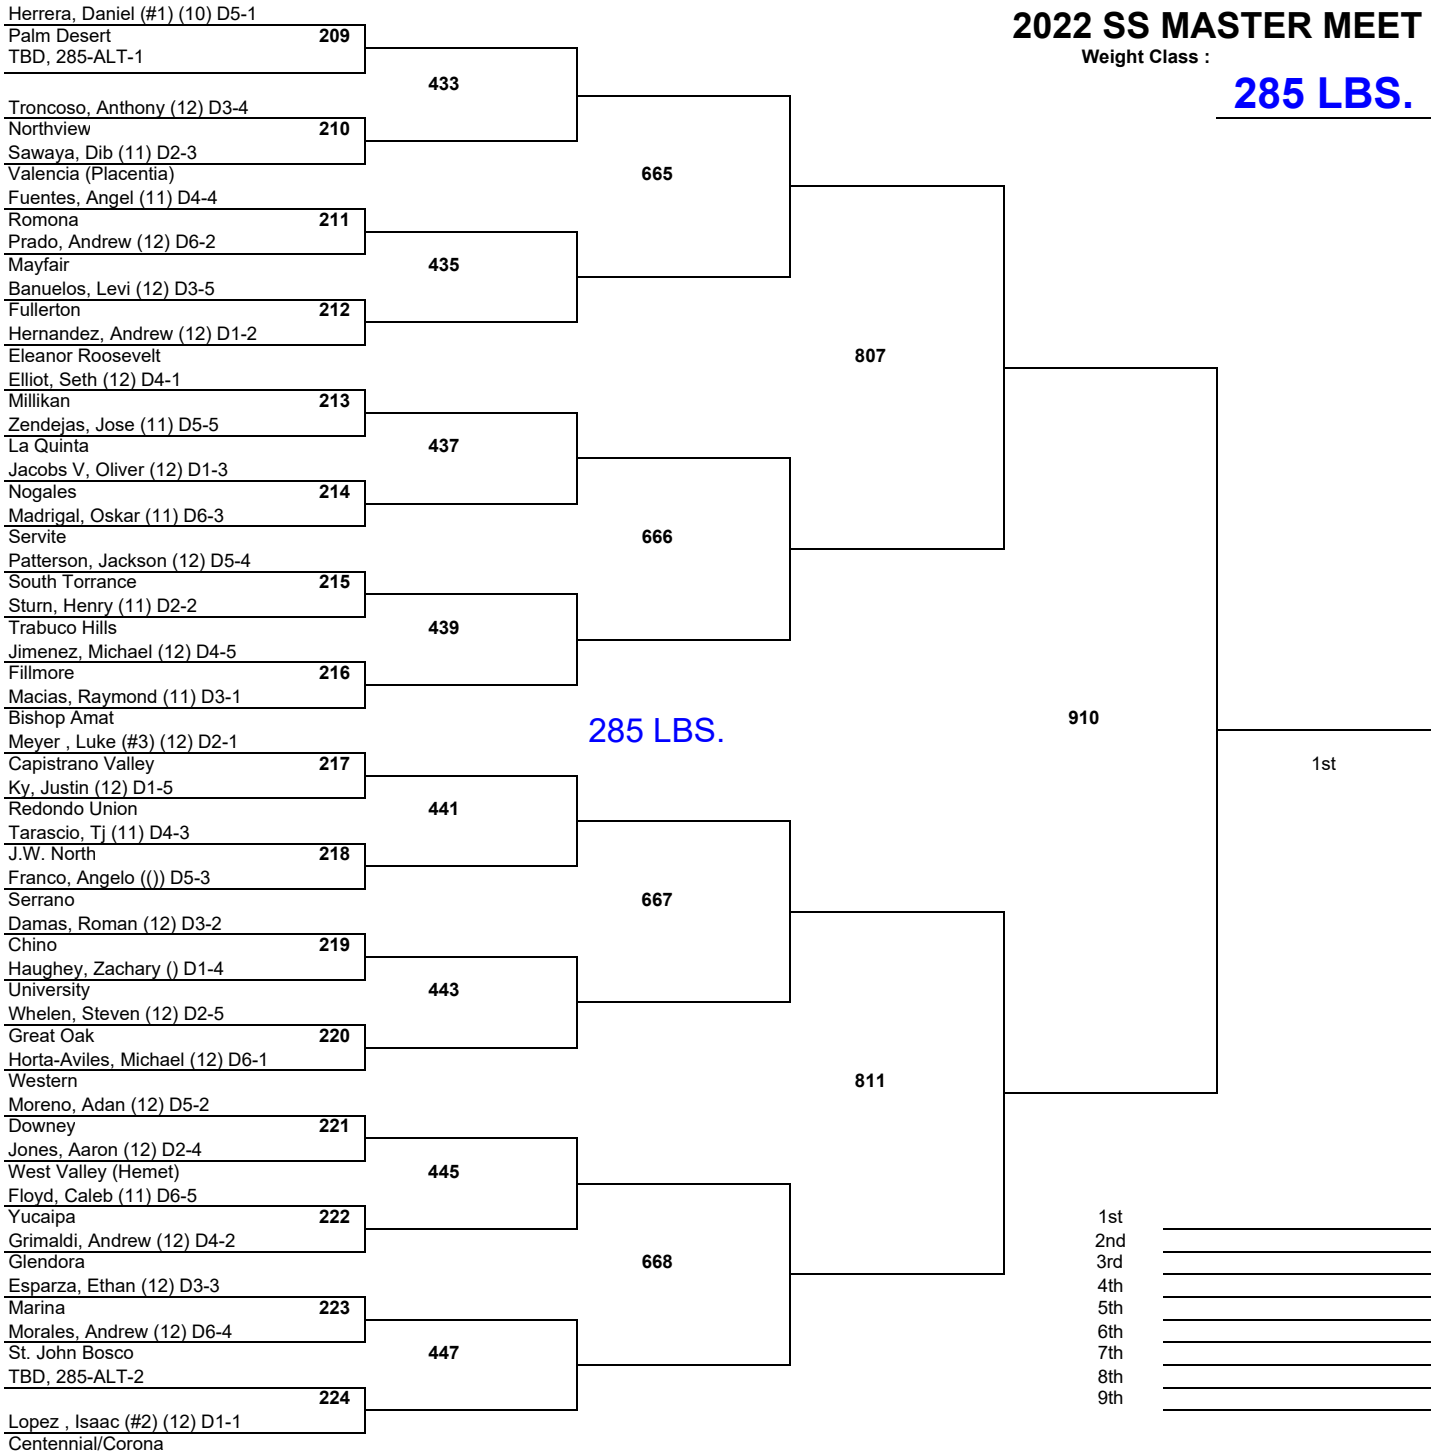 Herrera, Daniel (#1) (10) D5-1
2022 SS MASTER MEET
Palm Desert
209
TBD, 285-ALT-1
Weight Class :
433
285 LBS.
Troncoso, Anthony (12) D3-4
Northview
210
Sawaya, Dib (11) D2-3
Valencia (Placentia)
665
Fuentes, Angel (11) D4-4
Romona
211
Prado, Andrew (12) D6-2
Mayfair
435
Banuelos, Levi (12) D3-5
Fullerton
212
Hernandez, Andrew (12) D1-2
Eleanor Roosevelt
807
Elliot, Seth (12) D4-1
Millikan
213
Zendejas, Jose (11) D5-5
La Quinta
437
Jacobs V, Oliver (12) D1-3
Nogales
214
Madrigal, Oskar (11) D6-3
Servite
666
Patterson, Jackson (12) D5-4
South Torrance
215
Sturn, Henry (11) D2-2
Trabuco Hills
439
Jimenez, Michael (12) D4-5
Fillmore
216
Macias, Raymond (11) D3-1
Bishop Amat
910
285 LBS.
Meyer , Luke (#3) (12) D2-1
Capistrano Valley
217
1st
Ky, Justin (12) D1-5
Redondo Union
441
Tarascio, Tj (11) D4-3
J.W. North
218
Franco, Angelo (()) D5-3
Serrano
667
Damas, Roman (12) D3-2
Chino
219
Haughey, Zachary () D1-4
University
443
Whelen, Steven (12) D2-5
Great Oak
220
Horta-Aviles, Michael (12) D6-1
Western
811
Moreno, Adan (12) D5-2
Downey
221
Jones, Aaron (12) D2-4
West Valley (Hemet)
445
Floyd, Caleb (11) D6-5
Yucaipa
222
1st
Grimaldi, Andrew (12) D4-2
2nd
Glendora
668
3rd
Esparza, Ethan (12) D3-3
4th
Marina
223
5th
Morales, Andrew (12) D6-4
6th
St. John Bosco
447
7th
TBD, 285-ALT-2
8th
224
9th
Lopez , Isaac (#2) (12) D1-1
Centennial/Corona